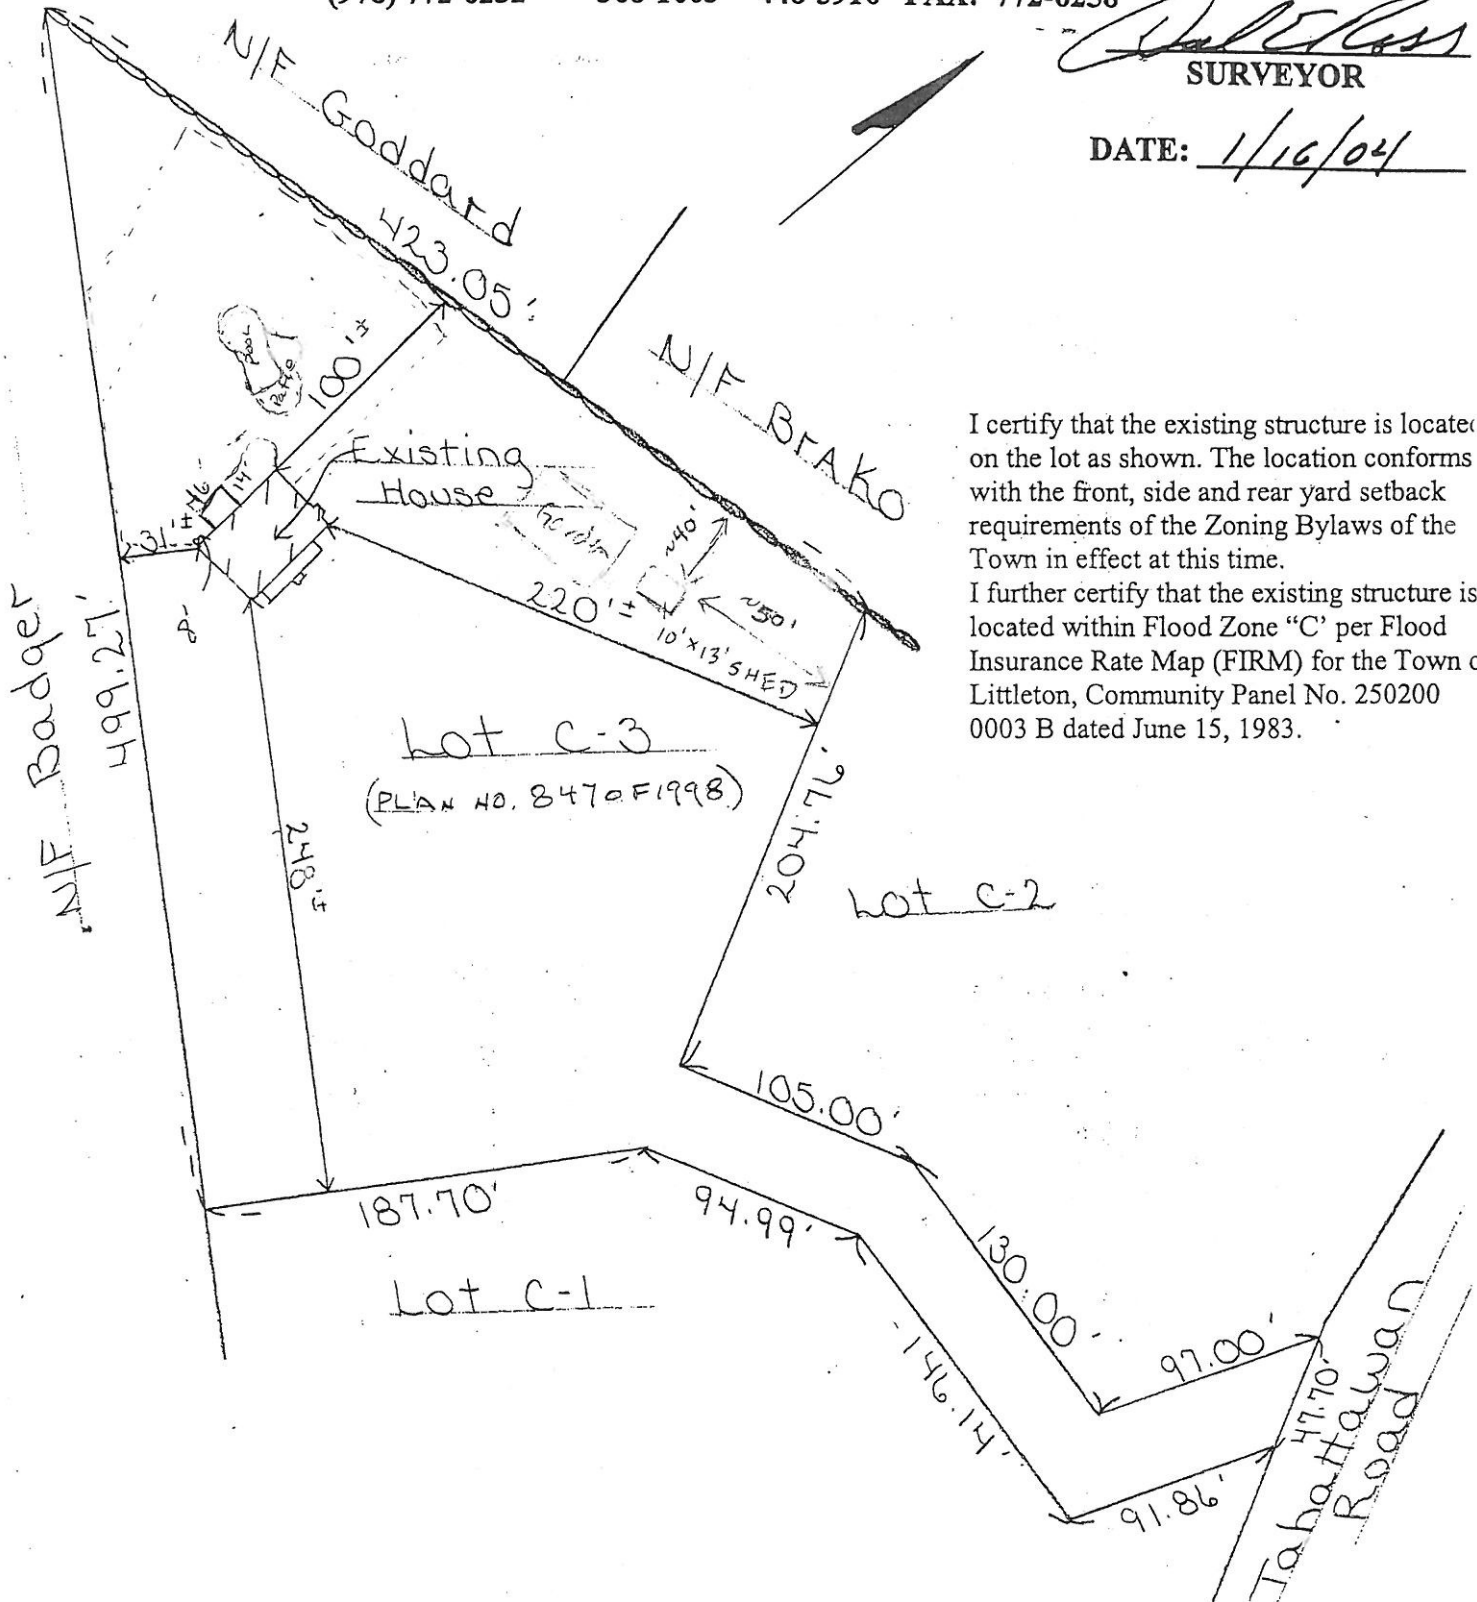 SURVEYOR
DATE: 1/16/04
N/F Goddard
423.05'
N/F BrAKo
100'±
Pool
Patio
Existing
House
16'
14'
31'±
8'
220'±
~40'
~50'
10'x13' SHED
I certify that the existing structure is located
on the lot as shown. The location conforms
with the front, side and rear yard setback
requirements of the Zoning Bylaws of the
Town in effect at this time.
I further certify that the existing structure is
located within Flood Zone “C’ per Flood
Insurance Rate Map (FIRM) for the Town
Littleton, Community Panel No. 250200
0003 B dated June 15, 1983.
N/F Badger
499.27'
Lot C-3
(PLAN NO. 847 OF 1998)
248'±
204.76'
Lot C-2
105.00'
187.70'
94.99'
130.00'
Lot C-1
146.14'
97.00'
47.70'
91.86'
Tahattawan
Road